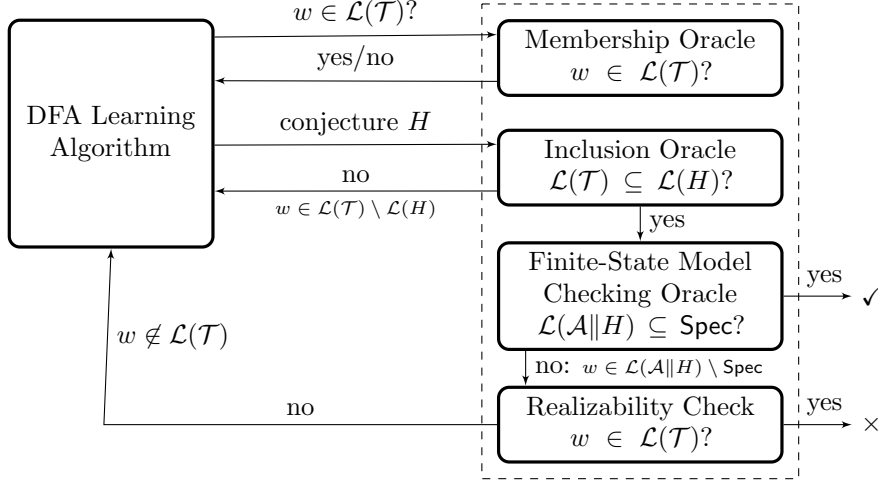 w ∈ L(T)?
yes/no
DFA Learning
Algorithm
Membership Oracle
w ∈ L(T)?
conjecture H
no
w ∈ L(T) \ L(H)
Inclusion Oracle
L(T) ⊆ L(H)?
yes
Finite-State Model
Checking Oracle
L(A∥H) ⊆ Spec?
yes
✓
w ∉ L(T)
no: w ∈ L(A∥H) \ Spec
no
Realizability Check
w ∈ L(T)?
yes
×